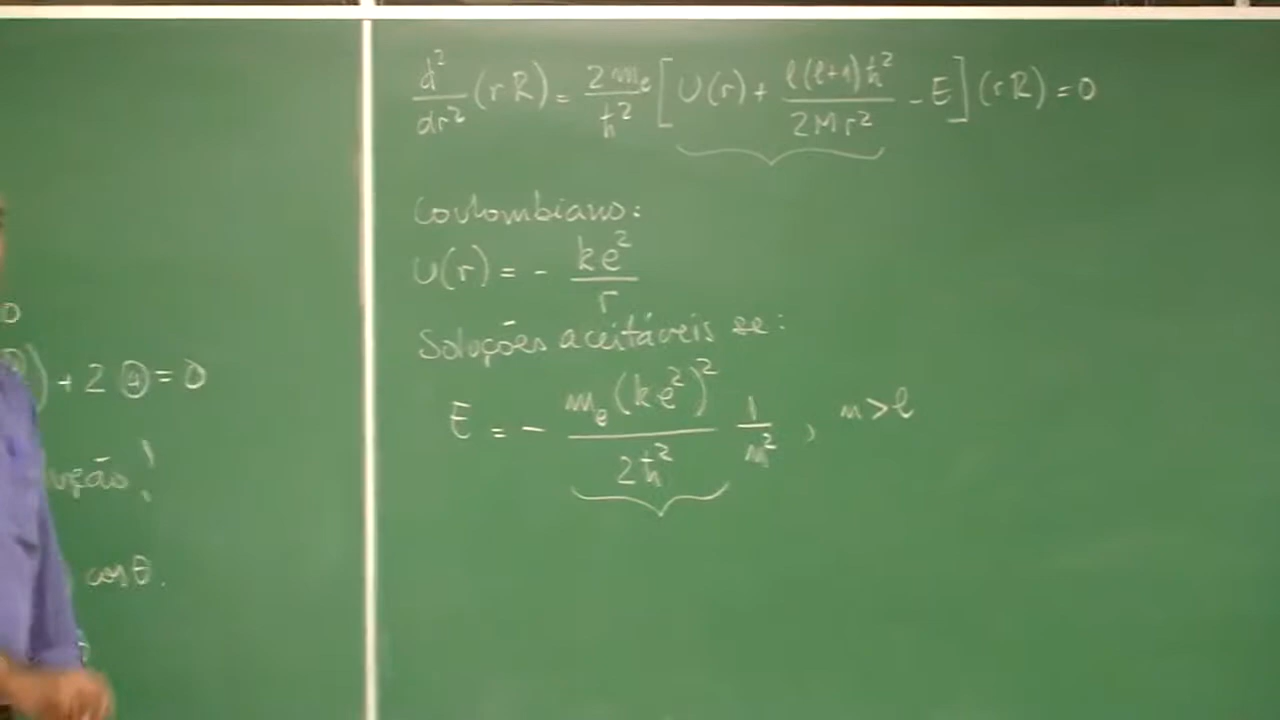 O
) + 2 Θ = 0
ução!
cos θ.
d²/dr² (rR) = 2mₑ/ħ² [U(r) + ℓ(ℓ+1)ħ²/2Mr² - E] (rR) = 0
Coulombiano:
U(r) = - ke²/r
Soluções aceitáveis se:
E = - mₑ(ke²)²/2ħ² 1/n², n > ℓ